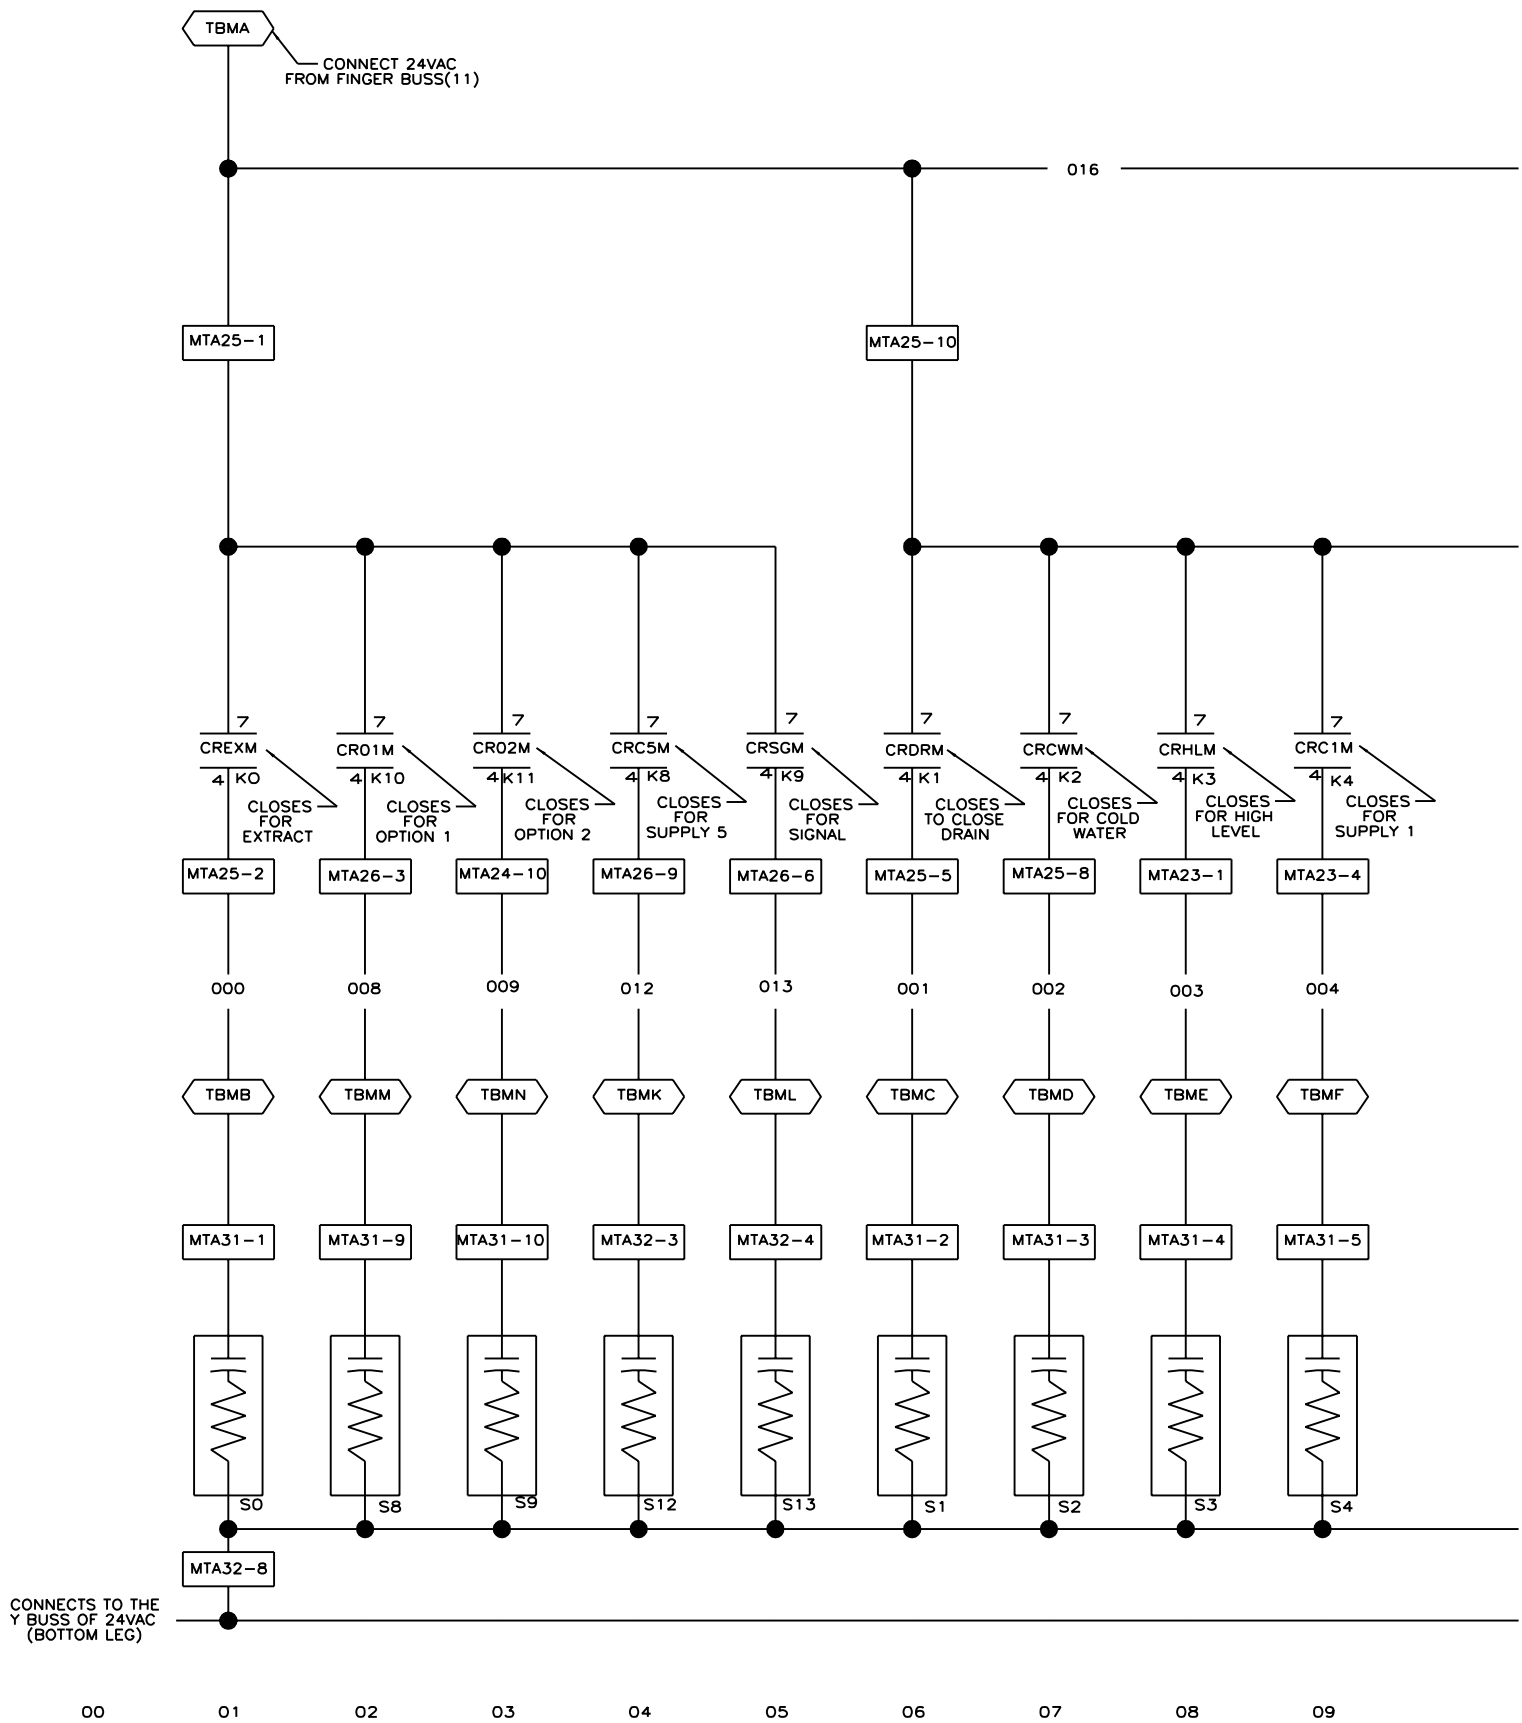 TBMA
CONNECT 24VAC
FROM FINGER BUSS(11)
016
MTA25-1
MTA25-10
7 7 7 7 7 7 7 7 7
CREXM CR01M CR02M CRC5M CRSGM CRDRM CRCWM CRHLM CRC1M
4 K0 4 K10 4 K11 4 K8 4 K9 4 K1 4 K2 4 K3 4 K4
CLOSES
FOR
EXTRACT
CLOSES
FOR
OPTION 1
CLOSES
FOR
OPTION 2
CLOSES
FOR
SUPPLY 5
CLOSES
FOR
SIGNAL
CLOSES
TO CLOSE
DRAIN
CLOSES
FOR COLD
WATER
CLOSES
FOR HIGH
LEVEL
CLOSES
FOR
SUPPLY 1
MTA25-2 MTA26-3 MTA24-10 MTA26-9 MTA26-6 MTA25-5 MTA25-8 MTA23-1 MTA23-4
000 008 009 012 013 001 002 003 004
TBMB TBMM TBMN TBMK TBML TBMC TBMD TBME TBMF
MTA31-1 MTA31-9 MTA31-10 MTA32-3 MTA32-4 MTA31-2 MTA31-3 MTA31-4 MTA31-5
S0 S8 S9 S12 S13 S1 S2 S3 S4
MTA32-8
CONNECTS TO THE
Y BUSS OF 24VAC
(BOTTOM LEG)
00 01 02 03 04 05 06 07 08 09